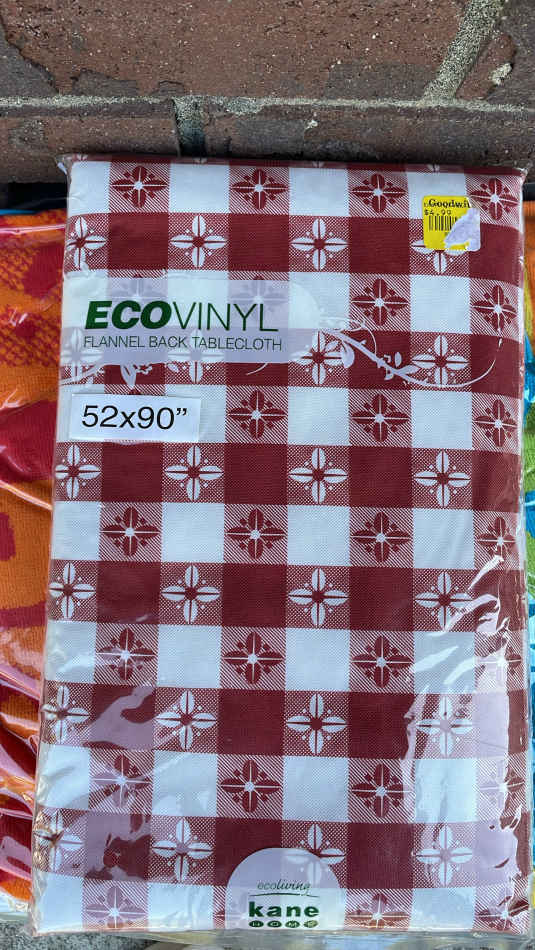 Goodwill
$4.99
ECOVINYL
FLANNEL BACK TABLECLOTH
52x90"
ecoliving
kane
HOME